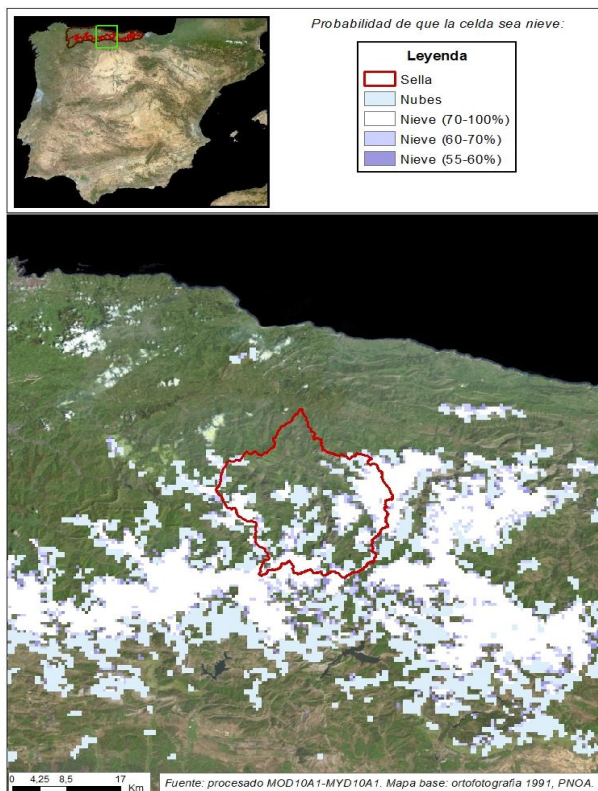 Probabilidad de que la celda sea nieve:
Leyenda
Sella
Nubes
Nieve (70-100%)
Nieve (60-70%)
Nieve (55-60%)
0 4,25 8,5 17
Km
Fuente: procesado MOD10A1-MYD10A1. Mapa base: ortofotografía 1991, PNOA.